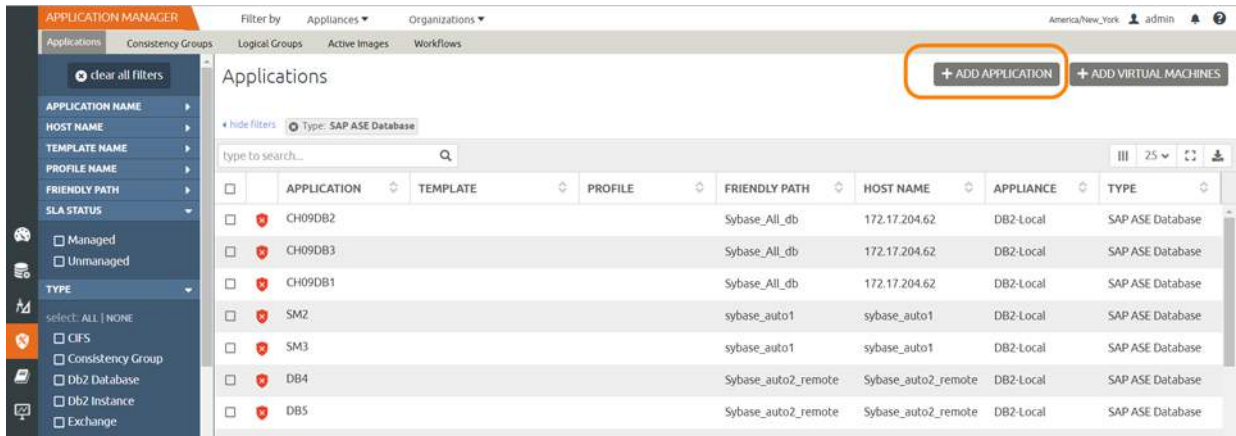 APPLICATION MANAGER Filter by Appliances Organizations America/New_York admin
Applications Consistency Groups Logical Groups Active Images Workflows
clear all filters
APPLICATION NAME
HOST NAME
TEMPLATE NAME
PROFILE NAME
FRIENDLY PATH
SLA STATUS
Managed
Unmanaged
TYPE
select: ALL | NONE
CIFS
Consistency Group
Db2 Database
Db2 Instance
Exchange
Applications
+ ADD APPLICATION + ADD VIRTUAL MACHINES
hide filters Type: SAP ASE Database
type to search... 25
APPLICATION TEMPLATE PROFILE FRIENDLY PATH HOST NAME APPLIANCE TYPE
CH09DB2 Sybase_All_db 172.17.204.62 DB2-Local SAP ASE Database
CH09DB3 Sybase_All_db 172.17.204.62 DB2-Local SAP ASE Database
CH09DB1 Sybase_All_db 172.17.204.62 DB2-Local SAP ASE Database
SM2 sybase_auto1 sybase_auto1 DB2-Local SAP ASE Database
SM3 sybase_auto1 sybase_auto1 DB2-Local SAP ASE Database
DB4 Sybase_auto2_remote Sybase_auto2_remote DB2-Local SAP ASE Database
DB5 Sybase_auto2_remote Sybase_auto2_remote DB2-Local SAP ASE Database